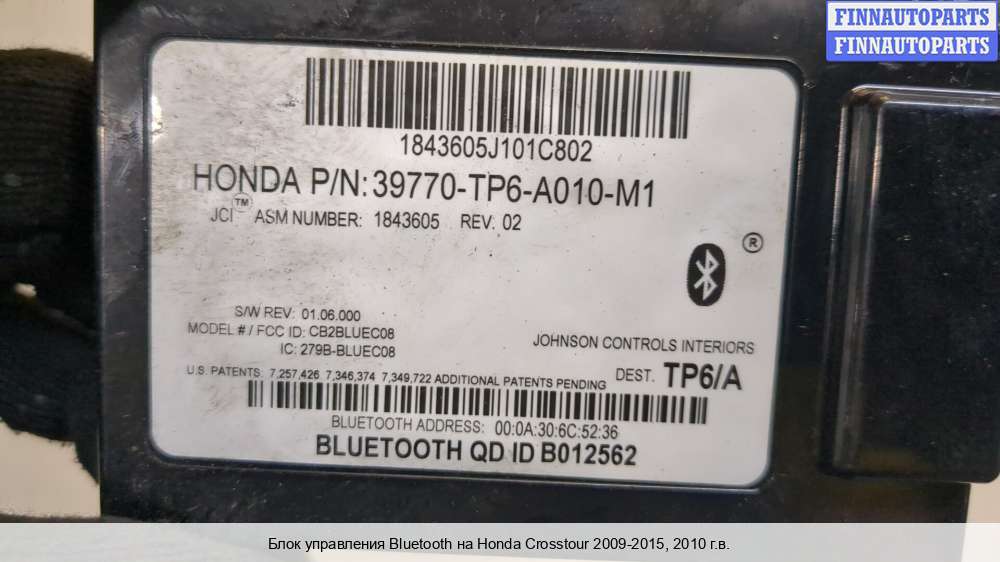 FINNAUTOPARTS
FINNAUTOPARTS
1843605J101C802
HONDA P/N: 39770-TP6-A010-M1
JCI™ ASM NUMBER: 1843605 REV. 02
®
S/W REV: 01.06.000
MODEL # / FCC ID: CB2BLUEC08
IC: 279B-BLUEC08
JOHNSON CONTROLS INTERIORS
U.S. PATENTS: 7,257,426 7,346,374 7,349,722 ADDITIONAL PATENTS PENDING
DEST. TP6/A
BLUETOOTH ADDRESS: 00:0A:30:6C:52:36
BLUETOOTH QD ID B012562
Блок управления Bluetooth на Honda Crosstour 2009-2015, 2010 г.в.